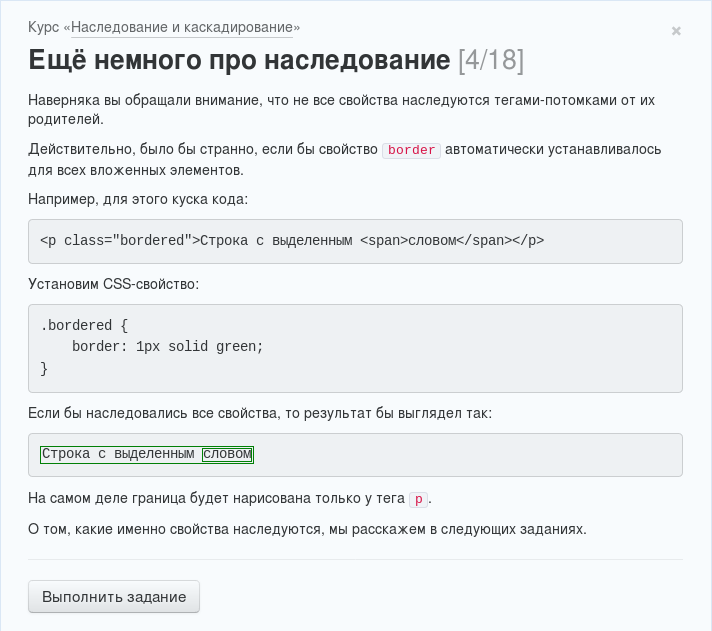 Курс «Наследование и каскадирование»
×
Ещё немного про наследование [4/18]
Наверняка вы обращали внимание, что не все свойства наследуются тегами-потомками от их
родителей.
Действительно, было бы странно, если бы свойство border автоматически устанавливалось
для всех вложенных элементов.
Например, для этого куска кода:
<p class="bordered">Строка с выделенным <span>словом</span></p>
Установим CSS-свойство:
.bordered {
    border: 1px solid green;
}
Если бы наследовались все свойства, то результат бы выглядел так:
Строка с выделенным словом
На самом деле граница будет нарисована только у тега p.
О том, какие именно свойства наследуются, мы расскажем в следующих заданиях.
Выполнить задание